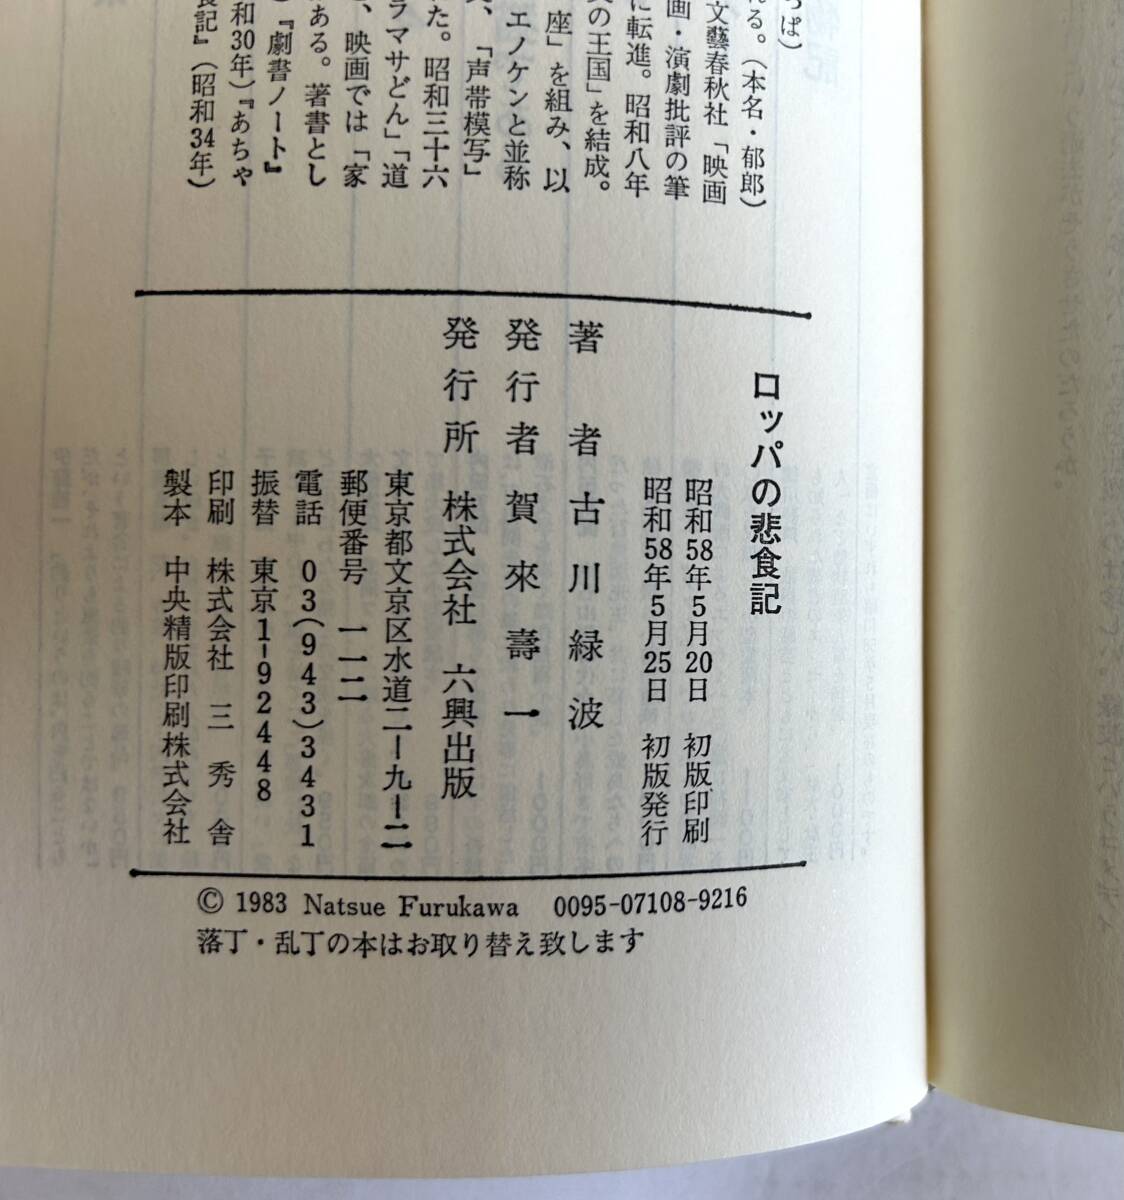 っぱ)
れる。(本名・郁郎)
文藝春秋社「映画
画・演劇批評の筆
に転進。昭和八年
の王国」を結成。
座」を組み、以
エノケンと並称
「声帯模写」
た。昭和三十六
ラマサどん」「道
、映画では「家
ある。著書とし
)『劇書ノート』
和30年)『あちゃ
食記』(昭和34年)
ロッパの悲食記
昭和58年5月20日 初版印刷
昭和58年5月25日 初版発行
著者 古川緑波
発行者 賀來壽一
発行所 株式会社 六興出版
東京都文京区水道二ー九ー二
郵便番号 一一二
電話 03(943)3431
振替 東京1-92448
印刷 株式会社 三秀舎
製本 中央精版印刷株式会社
© 1983 Natsue Furukawa 0095-07108-9216
落丁・乱丁の本はお取り替え致します